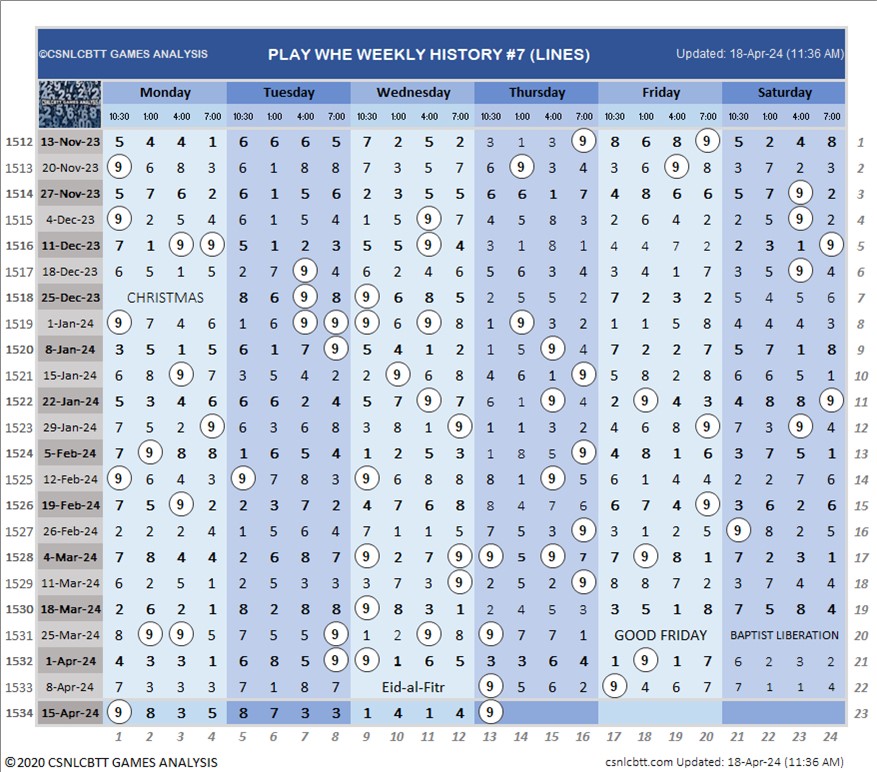 ©CSNLCBTT GAMES ANALYSIS PLAY WHE WEEKLY HISTORY #7 (LINES) Updated: 18-Apr-24 (11:36 AM)
CSNLCBTT GAMES ANALYSIS Monday Tuesday Wednesday Thursday Friday Saturday
10:30 1:00 4:00 7:00 10:30 1:00 4:00 7:00 10:30 1:00 4:00 7:00 10:30 1:00 4:00 7:00 10:30 1:00 4:00 7:00 10:30 1:00 4:00 7:00
1512 13-Nov-23 5 4 4 1 6 6 6 5 7 2 5 2 3 1 3 9 8 6 8 9 5 2 4 8 1
1513 20-Nov-23 9 6 8 3 6 1 8 8 7 3 5 7 6 9 3 4 3 6 9 8 3 7 2 3 2
1514 27-Nov-23 5 7 6 2 6 1 5 6 2 3 5 5 6 6 1 7 4 8 6 6 5 7 9 2 3
1515 4-Dec-23 9 2 5 4 6 1 5 4 1 5 9 7 4 5 8 3 2 6 4 2 2 5 9 2 4
1516 11-Dec-23 7 1 9 9 5 1 2 3 5 5 9 4 3 1 8 1 4 4 7 2 2 3 1 9 5
1517 18-Dec-23 6 5 1 5 2 7 9 4 6 2 4 6 5 6 3 4 3 4 1 7 3 5 9 4 6
1518 25-Dec-23 CHRISTMAS 8 6 9 8 9 6 8 5 2 5 5 2 7 2 3 2 5 4 5 6 7
1519 1-Jan-24 9 7 4 6 1 6 9 9 9 6 9 8 1 9 3 2 1 1 5 8 4 4 4 3 8
1520 8-Jan-24 3 5 1 5 6 1 7 9 5 4 1 2 1 5 9 4 7 2 2 7 5 7 1 8 9
1521 15-Jan-24 6 8 9 7 3 5 4 2 2 9 6 8 4 6 1 9 5 8 2 8 6 6 5 1 10
1522 22-Jan-24 5 3 4 6 6 6 2 4 5 7 9 7 6 1 9 4 2 9 4 3 4 8 8 9 11
1523 29-Jan-24 7 5 2 9 6 3 6 8 3 8 1 9 1 1 3 2 4 6 8 9 7 3 9 4 12
1524 5-Feb-24 7 9 8 8 1 6 5 4 1 2 5 3 1 8 5 9 4 8 1 6 3 7 5 1 13
1525 12-Feb-24 9 6 4 3 9 7 8 3 9 6 8 8 8 1 9 5 6 1 4 4 2 2 7 6 14
1526 19-Feb-24 7 5 9 2 2 3 7 2 4 7 6 8 8 4 7 6 6 7 4 9 3 6 2 6 15
1527 26-Feb-24 2 2 2 4 1 5 6 4 7 1 1 5 7 5 3 9 3 1 2 5 9 8 2 5 16
1528 4-Mar-24 7 8 4 4 2 6 8 7 9 2 7 9 9 5 9 7 7 9 8 1 7 2 3 1 17
1529 11-Mar-24 6 2 5 1 2 5 3 3 3 7 3 9 2 5 2 9 8 8 7 2 3 7 4 4 18
1530 18-Mar-24 2 6 2 1 8 2 8 8 9 8 3 1 2 4 5 3 3 5 1 8 7 5 8 4 19
1531 25-Mar-24 8 9 9 5 7 5 5 9 1 2 9 8 9 7 7 1 GOOD FRIDAY BAPTIST LIBERATION 20
1532 1-Apr-24 4 3 3 1 6 8 5 9 9 1 6 5 3 3 6 4 1 9 1 7 6 2 3 2 21
1533 8-Apr-24 7 3 3 3 7 1 8 7 Eid-al-Fitr 9 5 6 2 9 4 6 7 7 1 1 4 22
1534 15-Apr-24 9 8 3 5 8 7 3 3 1 4 1 4 9 23
1 2 3 4 5 6 7 8 9 10 11 12 13 14 15 16 17 18 19 20 21 22 23 24
©2020 CSNLCBTT GAMES ANALYSIS csnlcbtt.com Updated: 18-Apr-24 (11:36 AM)